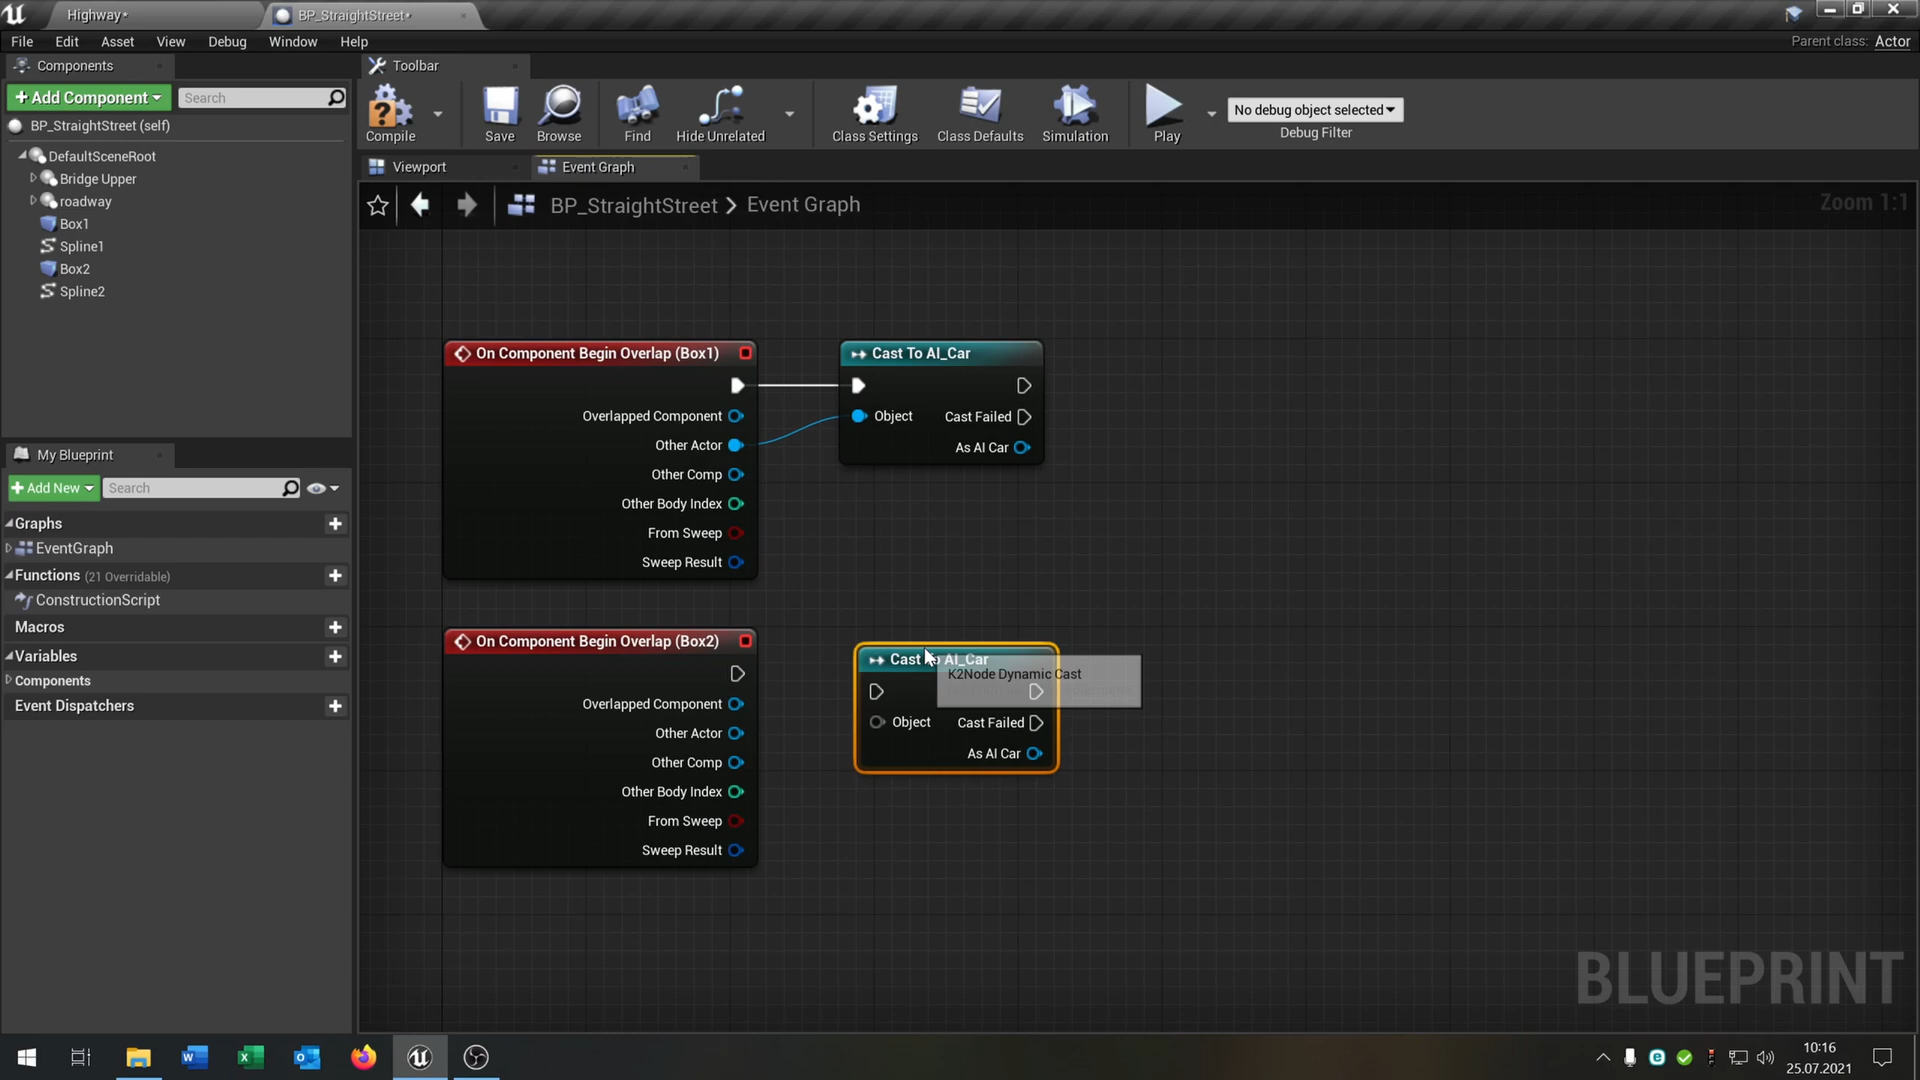 Highway*
BP_StraightStreet*
File Edit Asset View Debug Window Help
Parent class: Actor
Components
Toolbar
+ Add Component
Search
Compile
Save
Browse
Find
Hide Unrelated
Class Settings
Class Defaults
Simulation
Play
No debug object selected
Debug Filter
BP_StraightStreet (self)
DefaultSceneRoot
Bridge Upper
roadway
Box1
Spline1
Box2
Spline2
Viewport
Event Graph
BP_StraightStreet > Event Graph
Zoom 1:1
On Component Begin Overlap (Box1)
Overlapped Component
Other Actor
Other Comp
Other Body Index
From Sweep
Sweep Result
Cast To AI_Car
Object
Cast Failed
As AI Car
My Blueprint
+ Add New
Search
Graphs
EventGraph
Functions (21 Overridable)
ConstructionScript
Macros
Variables
Components
Event Dispatchers
On Component Begin Overlap (Box2)
Overlapped Component
Other Actor
Other Comp
Other Body Index
From Sweep
Sweep Result
Cast To AI_Car
K2Node Dynamic Cast
Object
Cast Failed
As AI Car
BLUEPRINT
10:16
25.07.2021